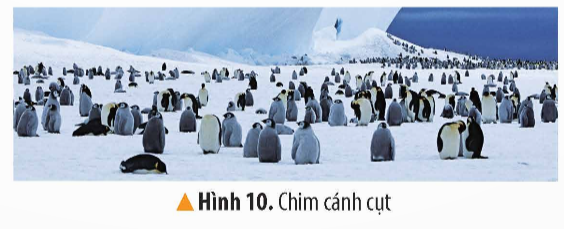 ▲ Hình 10. Chim cánh cụt